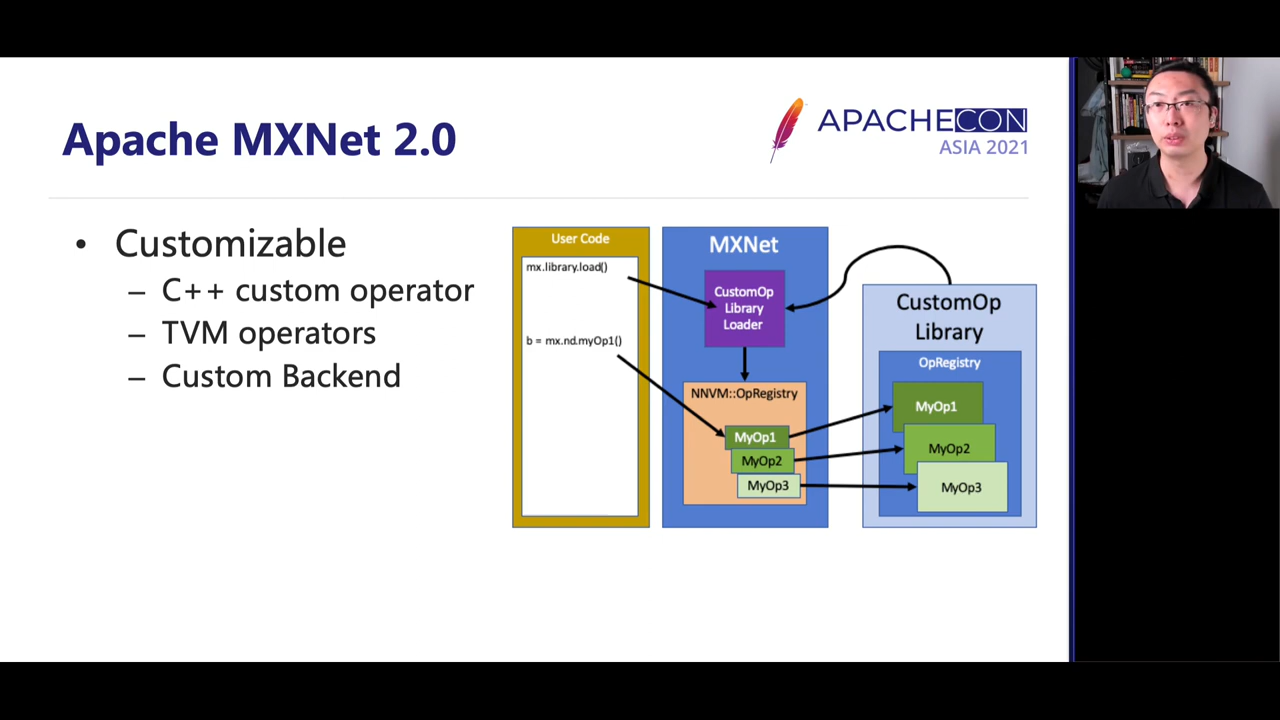 Apache MXNet 2.0
APACHECON
ASIA 2021
• Customizable
– C++ custom operator
– TVM operators
– Custom Backend
User Code
mx.library.load()
b = mx.nd.myOp1()
MXNet
CustomOp
Library
Loader
NNVM::OpRegistry
MyOp1
MyOp2
MyOp3
CustomOp
Library
OpRegistry
MyOp1
MyOp2
MyOp3